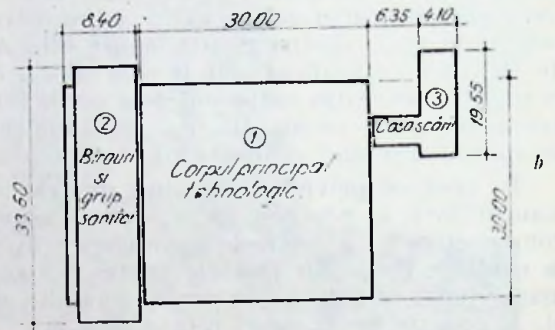 8.40
30.00
6.35
4.10
②
Birouri
si
grup
sanitar
①
Corpul principal
tehnologic
③
Casa scării
19.55
33.60
30.00
b